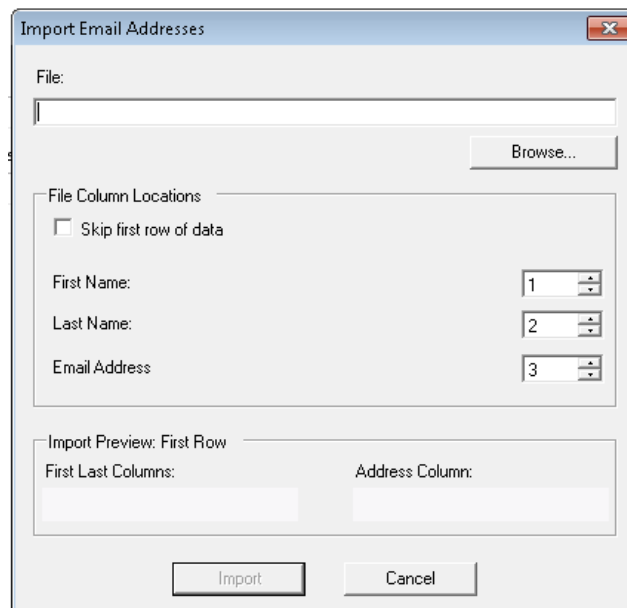 Import Email Addresses
File:
Browse...
File Column Locations
Skip first row of data
First Name: 1
Last Name: 2
Email Address 3
Import Preview: First Row
First Last Columns: Address Column:
Import Cancel